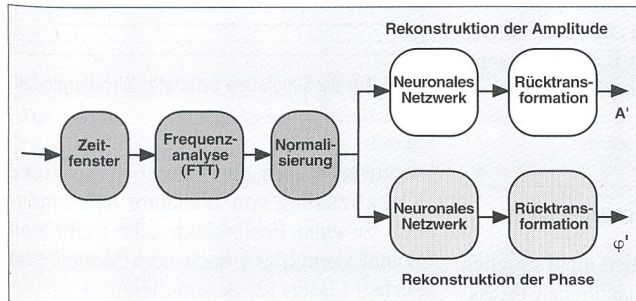 Rekonstruktion der Amplitude
Neuronales
Netzwerk
Rücktrans-
formation
A'
Zeit-
fenster
Frequenz-
analyse
(FTT)
Normali-
sierung
Neuronales
Netzwerk
Rücktrans-
formation
φ'
Rekonstruktion der Phase